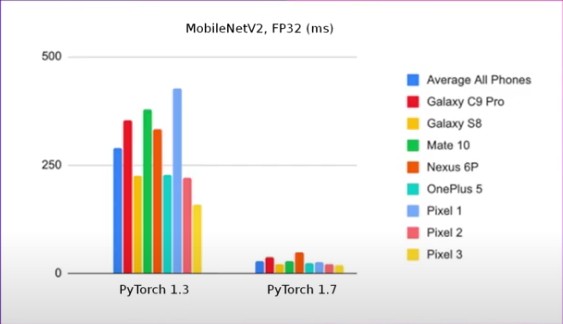 MobileNetV2, FP32 (ms)
500
250
0
PyTorch 1.3
PyTorch 1.7
Average All Phones
Galaxy C9 Pro
Galaxy S8
Mate 10
Nexus 6P
OnePlus 5
Pixel 1
Pixel 2
Pixel 3